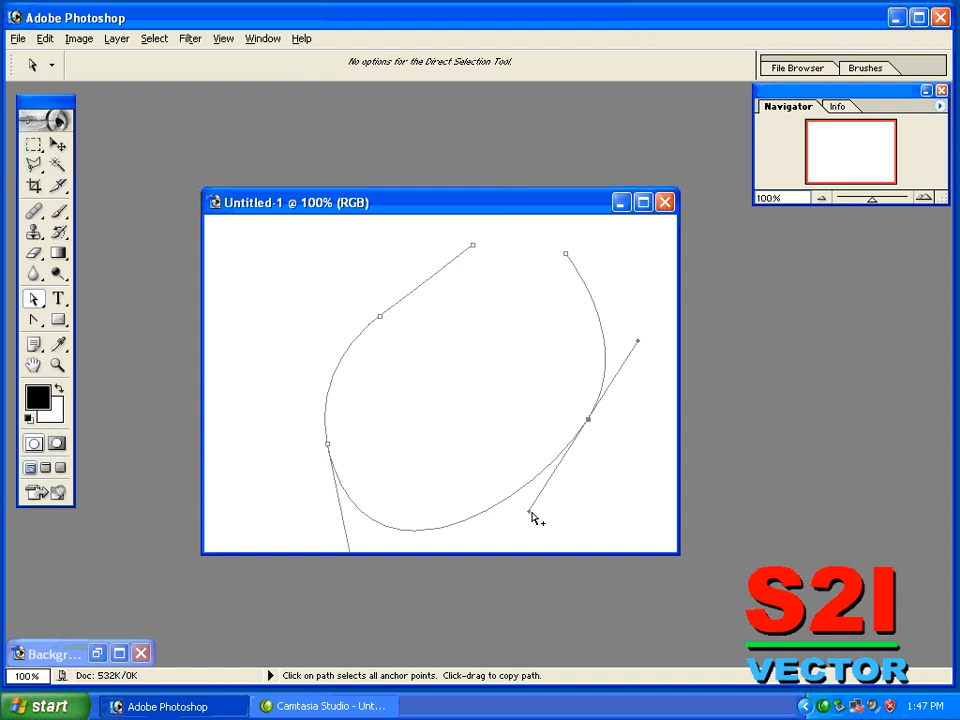 Adobe Photoshop
File Edit Image Layer Select Filter View Window Help
No options for the Direct Selection Tool.
File Browser Brushes
Navigator Info
100%
Untitled-1 @ 100% (RGB)
T
S2I
VECTOR
Backgr...
100% Doc: 532K/0K Click on path selects all anchor points. Click-drag to copy path.
start Adobe Photoshop Camtasia Studio - Unt... 1:47 PM